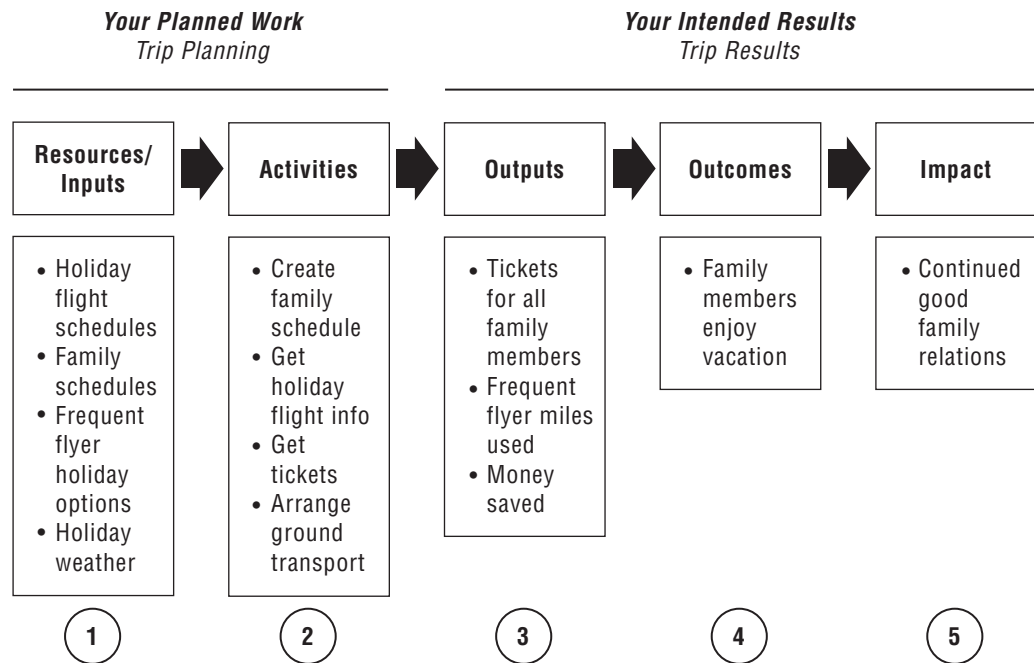 Your Planned Work
Trip Planning
Your Intended Results
Trip Results
Resources/
Inputs
Activities
Outputs
Outcomes
Impact
• Holiday
flight
schedules
• Family
schedules
• Frequent
flyer
holiday
options
• Holiday
weather
• Create
family
schedule
• Get
holiday
flight info
• Get
tickets
• Arrange
ground
transport
• Tickets
for all
family
members
• Frequent
flyer miles
used
• Money
saved
• Family
members
enjoy
vacation
• Continued
good
family
relations
1
2
3
4
5